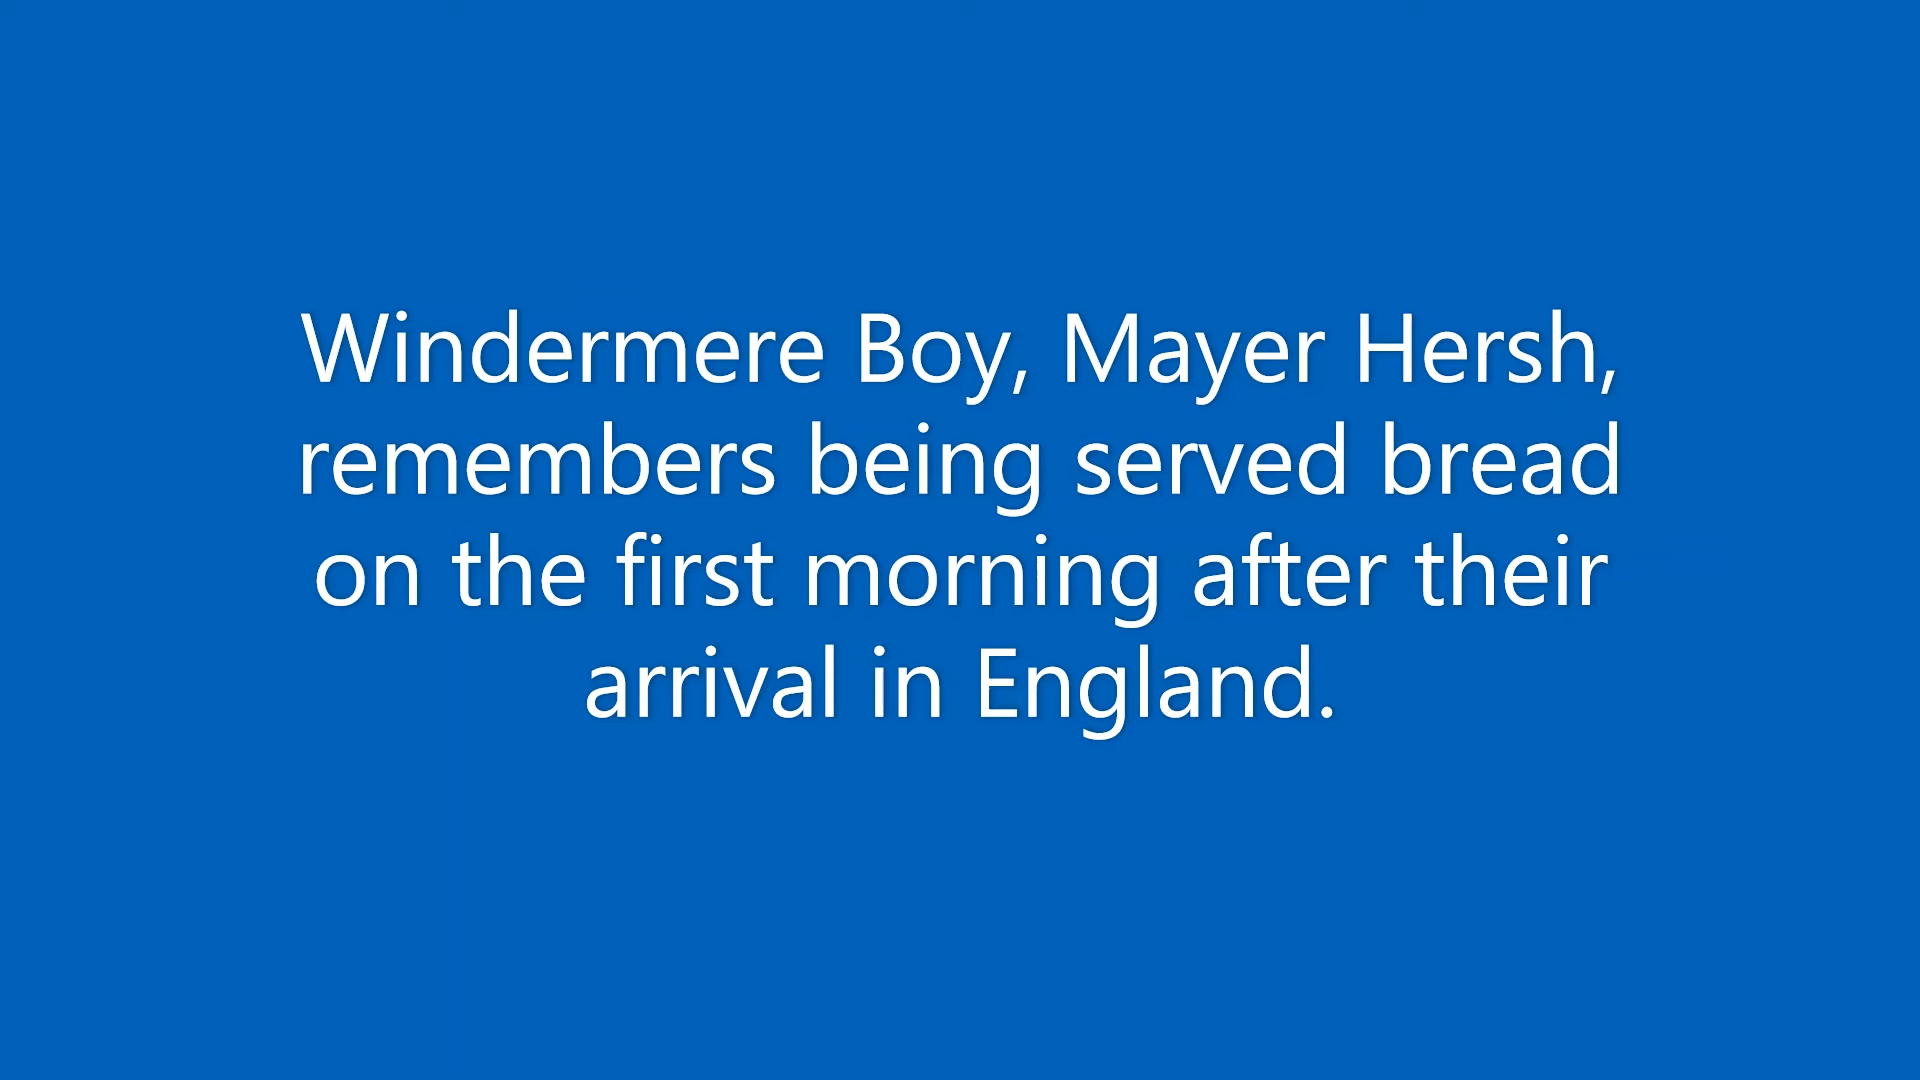 Windermere Boy, Mayer Hersh,
remembers being served bread
on the first morning after their
arrival in England.